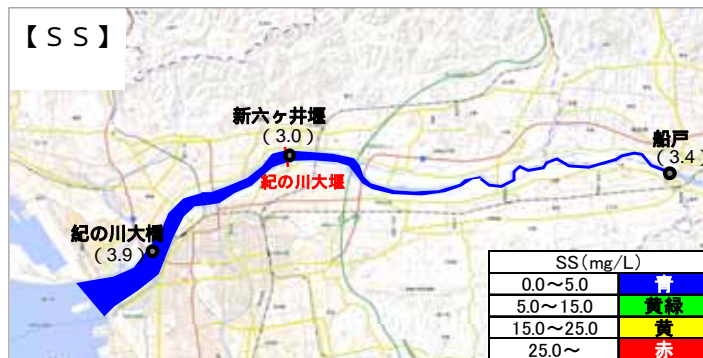 【ＳＳ】
新六ヶ井堰
（3.0）
船戸
（3.4）
紀の川大堰
紀の川大橋
（3.9）
SS(mg/L)
0.0～5.0 青
5.0～15.0 黄緑
15.0～25.0 黄
25.0～ 赤